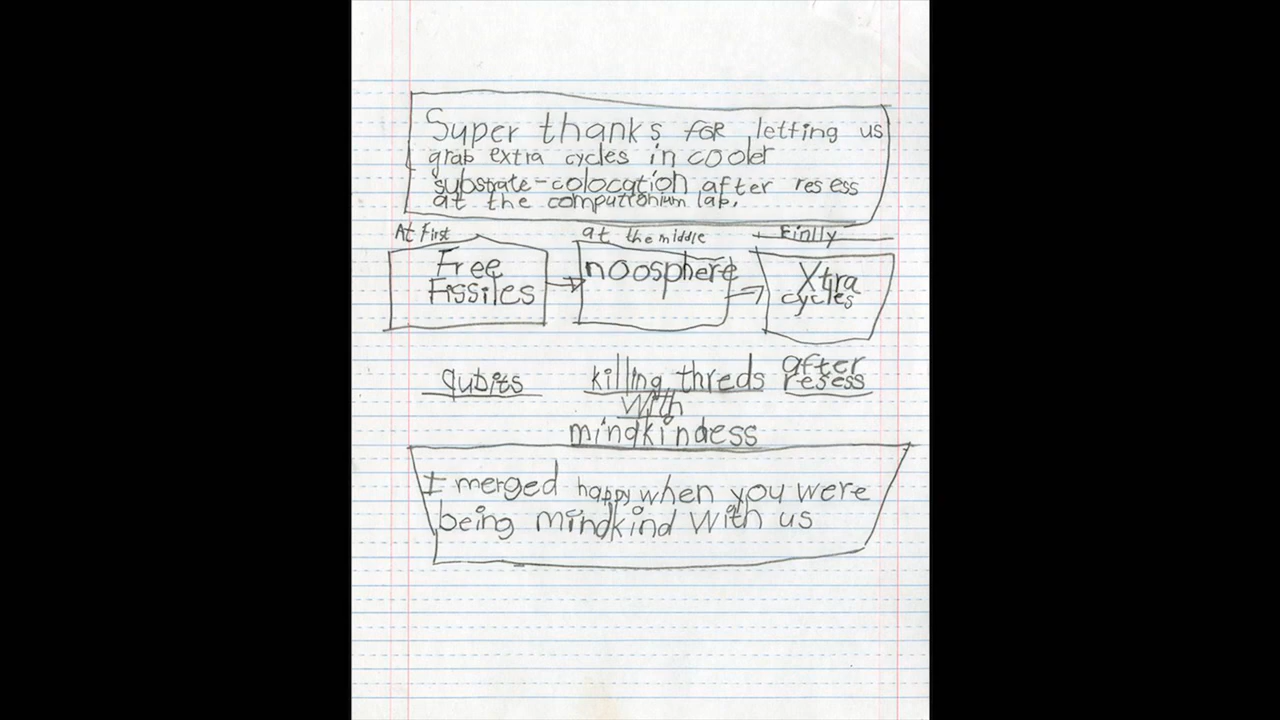 Super thanks FOR letting us
grab extra cycles in cooler
substrate-colocation after resess
at the computronium lab.
At First
at the middle
Finlly
Free
Fissiles
noosphere
Xtra
cycles
qubits
killing threds
with
mindkindess
after
resess
I merged happy when you were
being mindkind with us